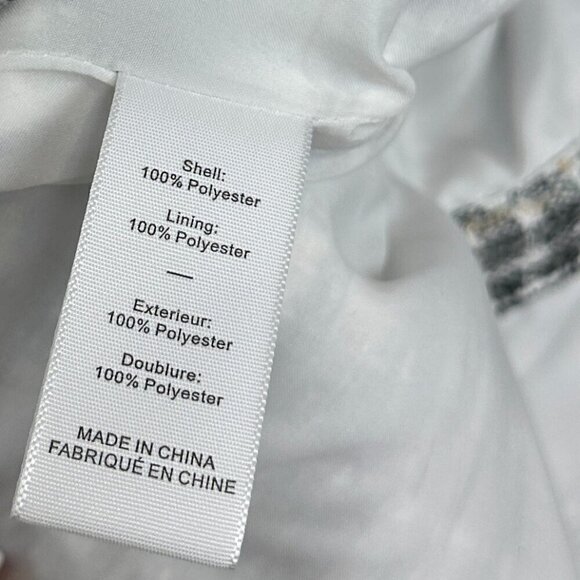 Shell:
100% Polyester
Lining:
100% Polyester
—
Exterieur:
100% Polyester
Doublure:
100% Polyester
MADE IN CHINA
FABRIQUÉ EN CHINE